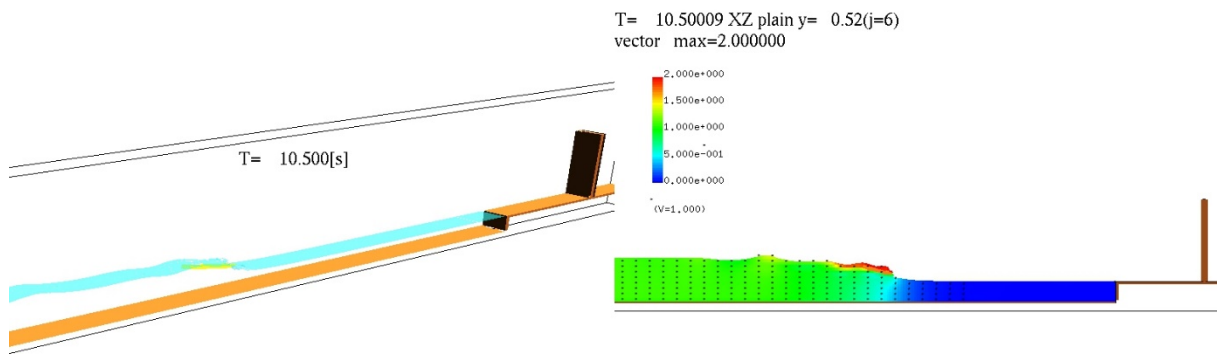 T= 10.500[s]
T= 10.50009 XZ plain y= 0.52(j=6)
vector max=2.000000
2.000e+000
1.500e+000
1.000e+000
5.000e-001
0.000e+000
(V=1.000)